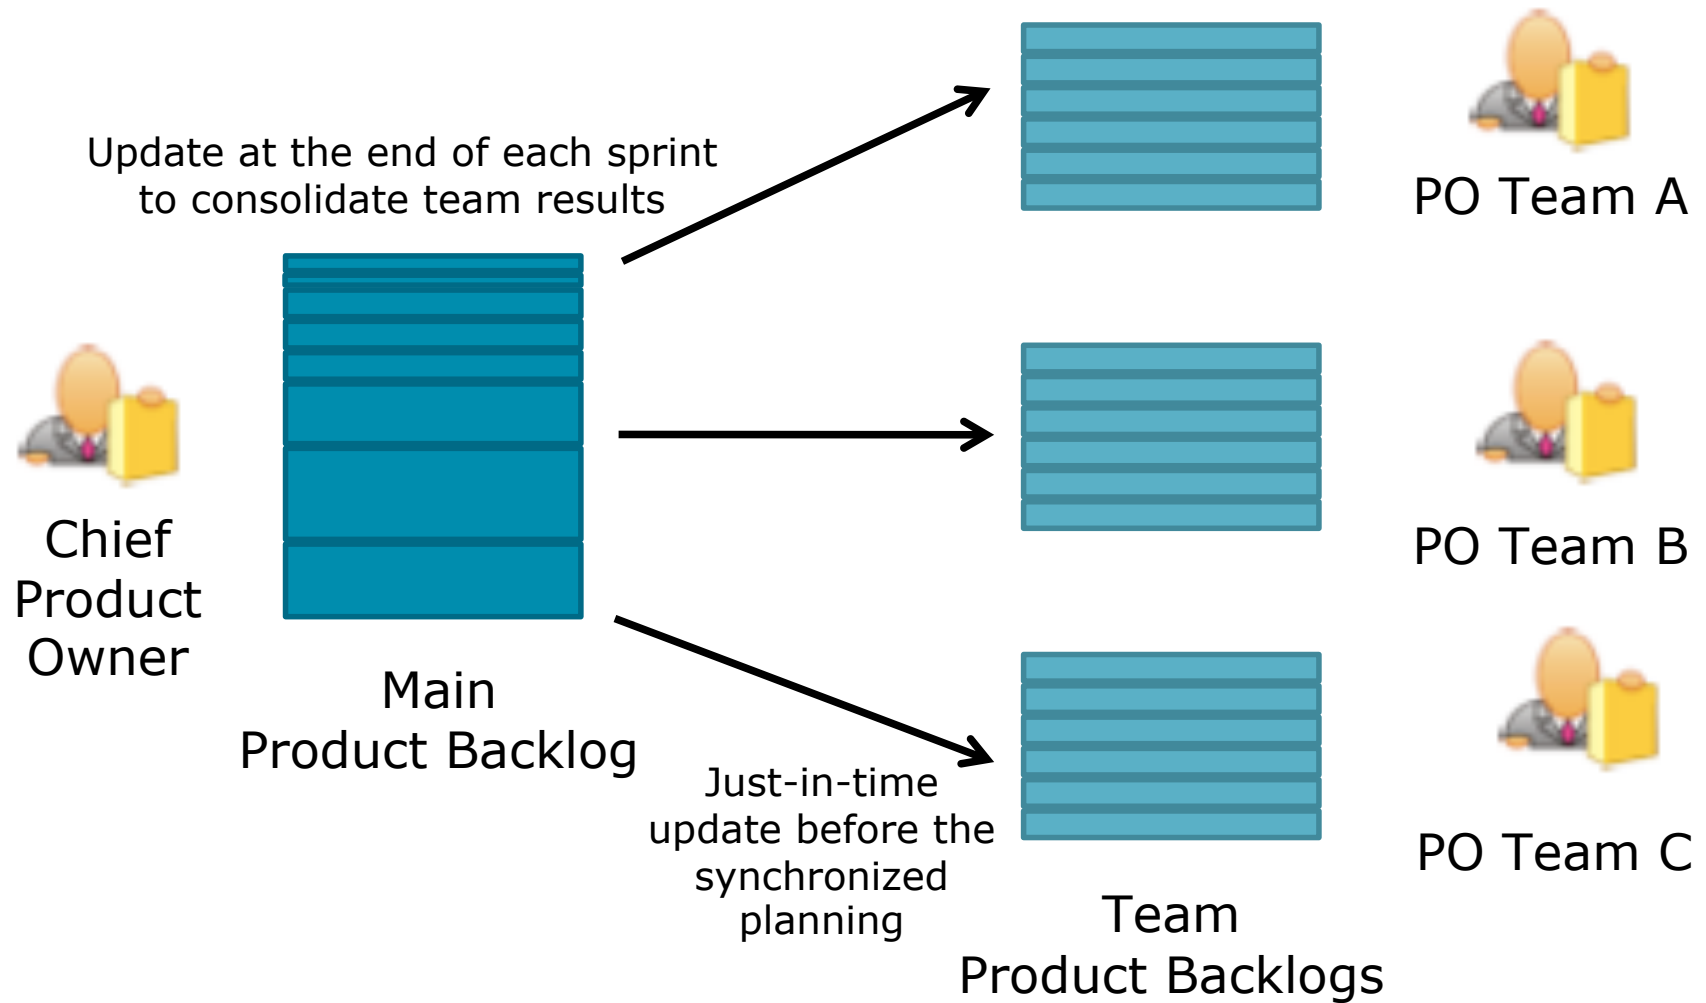 Update at the end of each sprint
to consolidate team results
Chief
Product
Owner
Main
Product Backlog
Just-in-time
update before the
synchronized
planning
Team
Product Backlogs
PO Team A
PO Team B
PO Team C